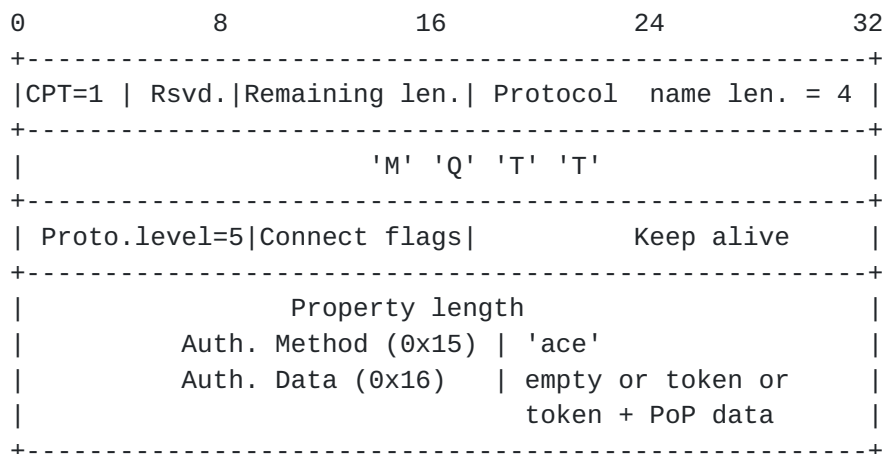 0             8            16            24           32
+------------------------------------------------------+
|CPT=1 | Rsvd.|Remaining len.| Protocol  name len. = 4 |
+------------------------------------------------------+
|                      'M' 'Q' 'T' 'T'                 |
+------------------------------------------------------+
| Proto.level=5|Connect flags|          Keep alive     |
+------------------------------------------------------+
|                 Property length                      |
|          Auth. Method (0x15) | 'ace'                 |
|          Auth. Data (0x16)   | empty or token or     |
|                                token + PoP data      |
+------------------------------------------------------+